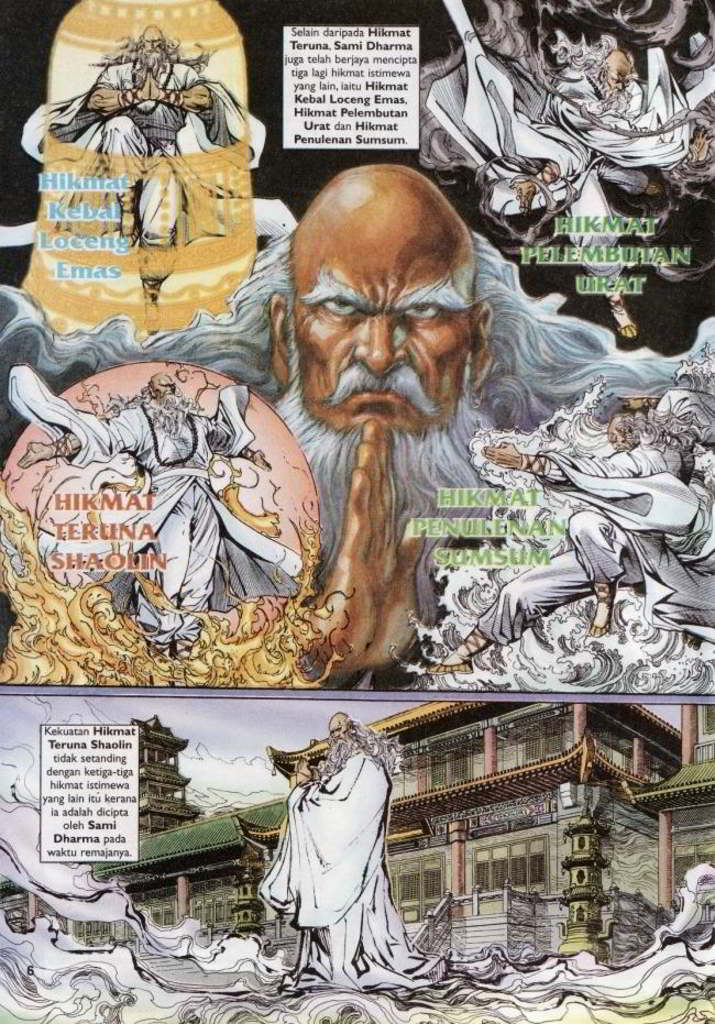 Selain daripada Hikmat
Teruna, Sami Dharma
juga telah berjaya mencipta
tiga lagi hikmat istimewa
yang lain, iaitu Hikmat
Kebal Loceng Emas,
Hikmat Pelembutan
Urat dan Hikmat
Penulenan Sumsum.
Hikmat
Kebal
Loceng
Emas
HIKMAT
PELEMBUTAN
URAT
HIKMAT
TERUNA
SHAOLIN
HIKMAT
PENULENAN
SUMSUM
Kekuatan Hikmat
Teruna Shaolin
tidak setanding
dengan ketiga-tiga
hikmat istimewa
yang lain itu kerana
ia adalah dicipta
oleh Sami
Dharma pada
waktu remajanya.
6